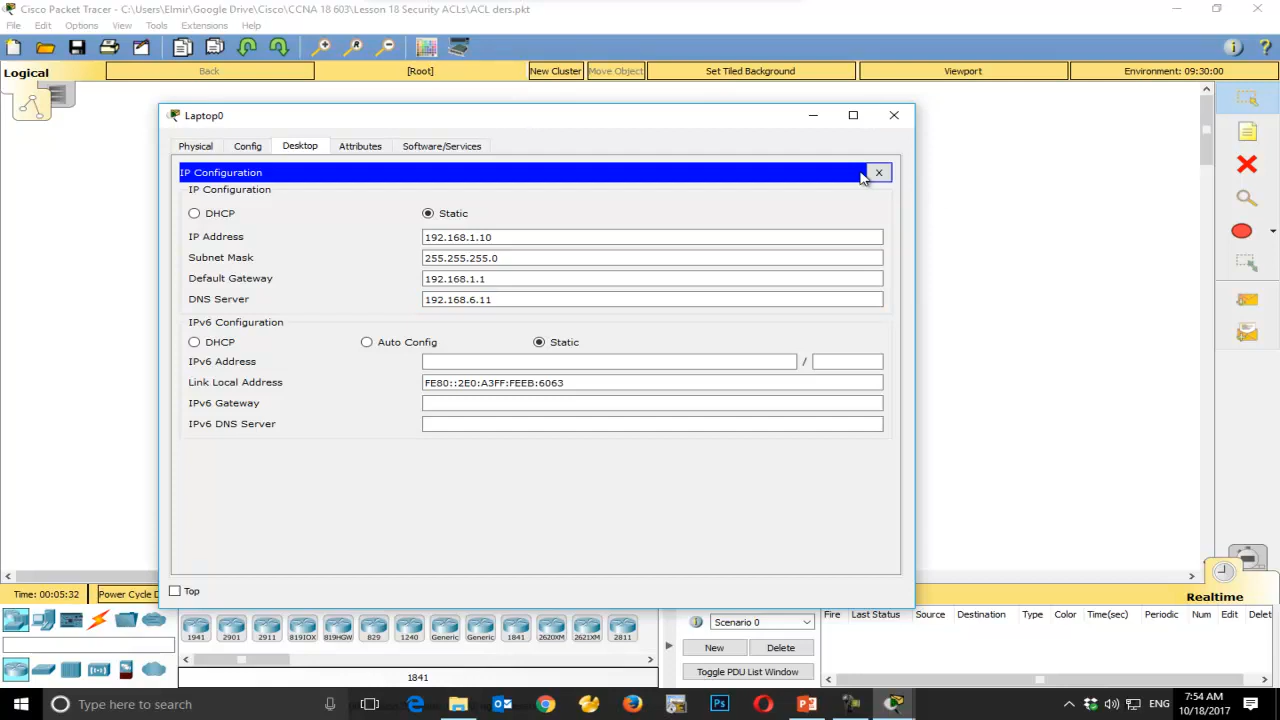 Cisco Packet Tracer - C:\Users\Elmir\Google Drive\Cisco\CCNA 18 603\Lesson 18 Security ACLs\ACL ders.pkt
File Edit Options View Tools Extensions Help
Logical Back [Root] New Cluster Move Object Set Tiled Background Viewport Environment: 09:30:00
Laptop0
Physical Config Desktop Attributes Software/Services
IP Configuration X
IP Configuration
DHCP Static
IP Address 192.168.1.10
Subnet Mask 255.255.255.0
Default Gateway 192.168.1.1
DNS Server 192.168.6.11
IPv6 Configuration
DHCP Auto Config Static
IPv6 Address /
Link Local Address FE80::2E0:A3FF:FEEB:6063
IPv6 Gateway
IPv6 DNS Server
Top
Time: 00:05:32 Power Cycle D
Realtime
1941 2901 2911 819IOX 819HGW 829 1240 Generic Generic 1841 2620XM 2621XM 2811
1841
Scenario 0
New Delete
Toggle PDU List Window
Fire Last Status Source Destination Type Color Time(sec) Periodic Num Edit Delet
Type here to search
ENG
7:54 AM
10/18/2017